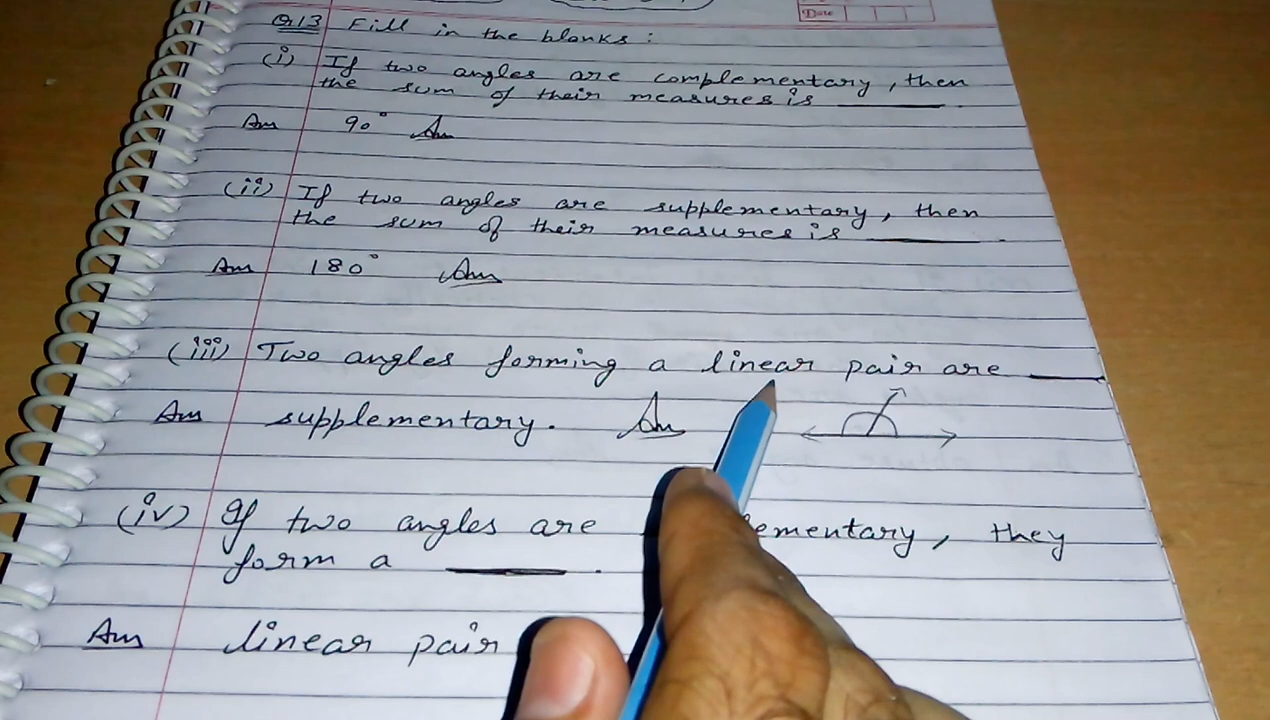 Date
Q.13 Fill in the blanks :
(i) If two angles are complementary, then
the sum of their measures is ______.
Ans 90° Ans
(ii) If two angles are supplementary, then
the sum of their measures is ______.
Ans 180° Ans
(iii) Two angles forming a linear pair are ______
Ans supplementary. Ans
(iv) If two angles are ementary, they
form a ______.
Ans linear pair